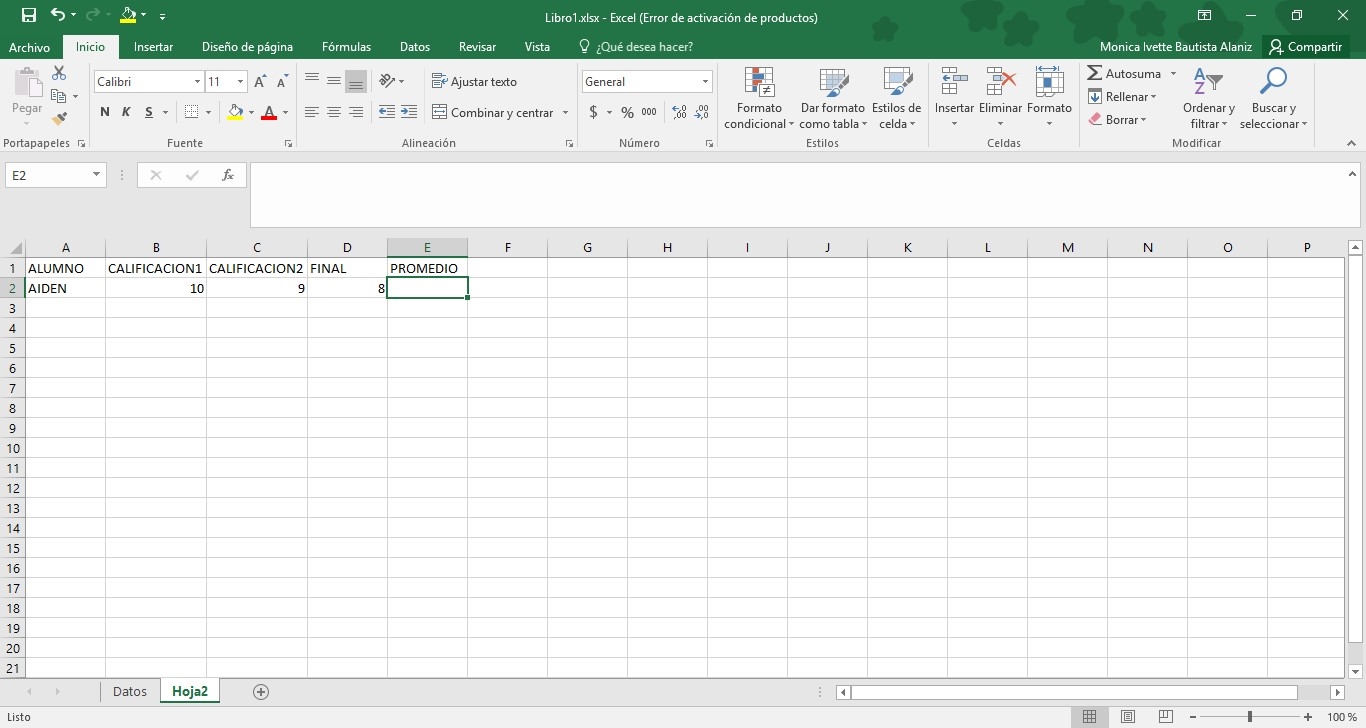 Libro1.xlsx - Excel (Error de activación de productos)
Archivo Inicio Insertar Diseño de página Fórmulas Datos Revisar Vista ¿Qué desea hacer? Monica Ivette Bautista Alaniz Compartir
Pegar
Portapapeles
Calibri 11
N K S
Fuente
Ajustar texto
Combinar y centrar
Alineación
General
$ % 000
Número
Formato condicional
Dar formato como tabla
Estilos de celda
Estilos
Insertar Eliminar Formato
Celdas
Autosuma
Rellenar
Borrar
Ordenar y filtrar
Buscar y seleccionar
Modificar
E2 fx
A B C D E F G H I J K L M N O P
1 ALUMNO CALIFICACION1 CALIFICACION2 FINAL PROMEDIO
2 AIDEN 10 9 8
3
4
5
6
7
8
9
10
11
12
13
14
15
16
17
18
19
20
21
Datos Hoja2
Listo 100 %